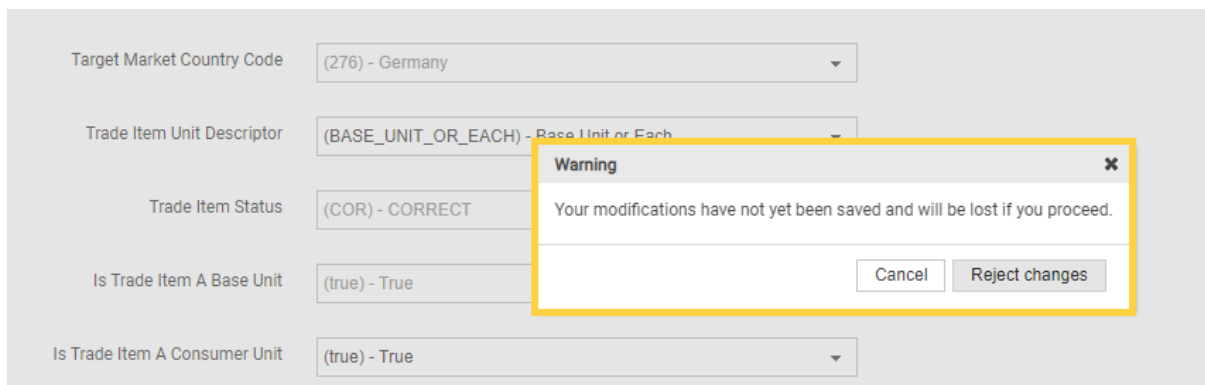 Target Market Country Code (276) - Germany
Trade Item Unit Descriptor (BASE_UNIT_OR_EACH) - Base Unit or Each
Warning
Trade Item Status (COR) - CORRECT
Your modifications have not yet been saved and will be lost if you proceed.
Is Trade Item A Base Unit (true) - True
Cancel Reject changes
Is Trade Item A Consumer Unit (true) - True